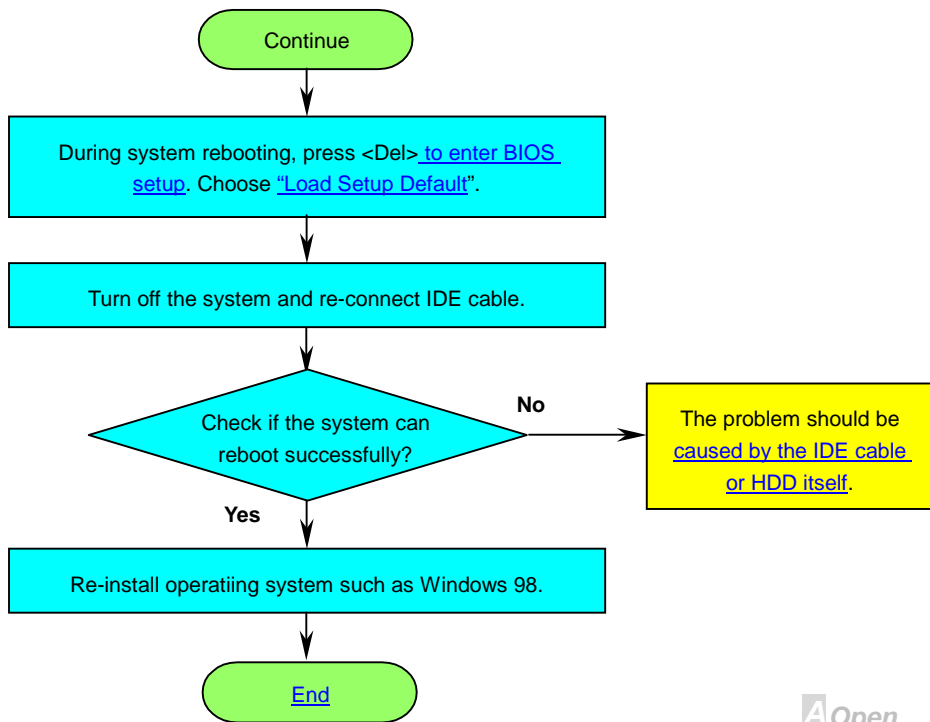 Continue
During system rebooting, press <Del> to enter BIOS
setup. Choose “Load Setup Default”.
Turn off the system and re-connect IDE cable.
Check if the system can
reboot successfully?
No
The problem should be
caused by the IDE cable
or HDD itself.
Yes
Re-install operatiing system such as Windows 98.
End
AOpen